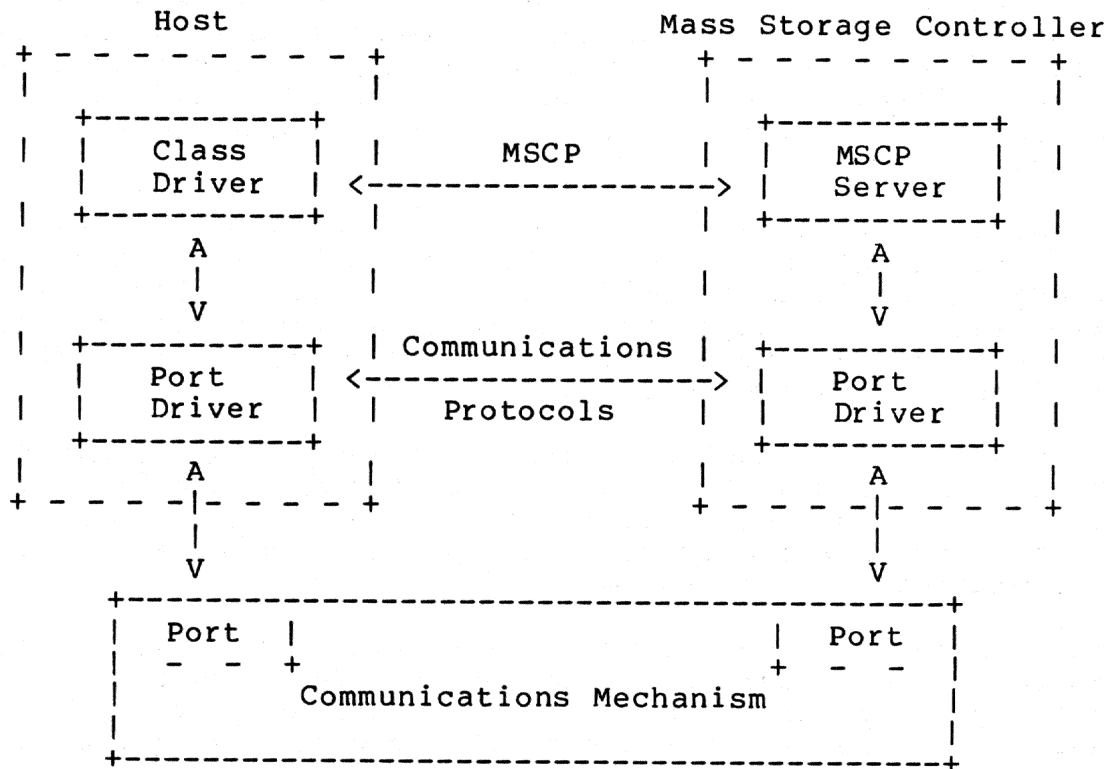 Host
Mass Storage Controller
Class
Driver
MSCP
MSCP
Server
Port
Driver
Communications
Protocols
Port
Driver
Port
Port
Communications Mechanism